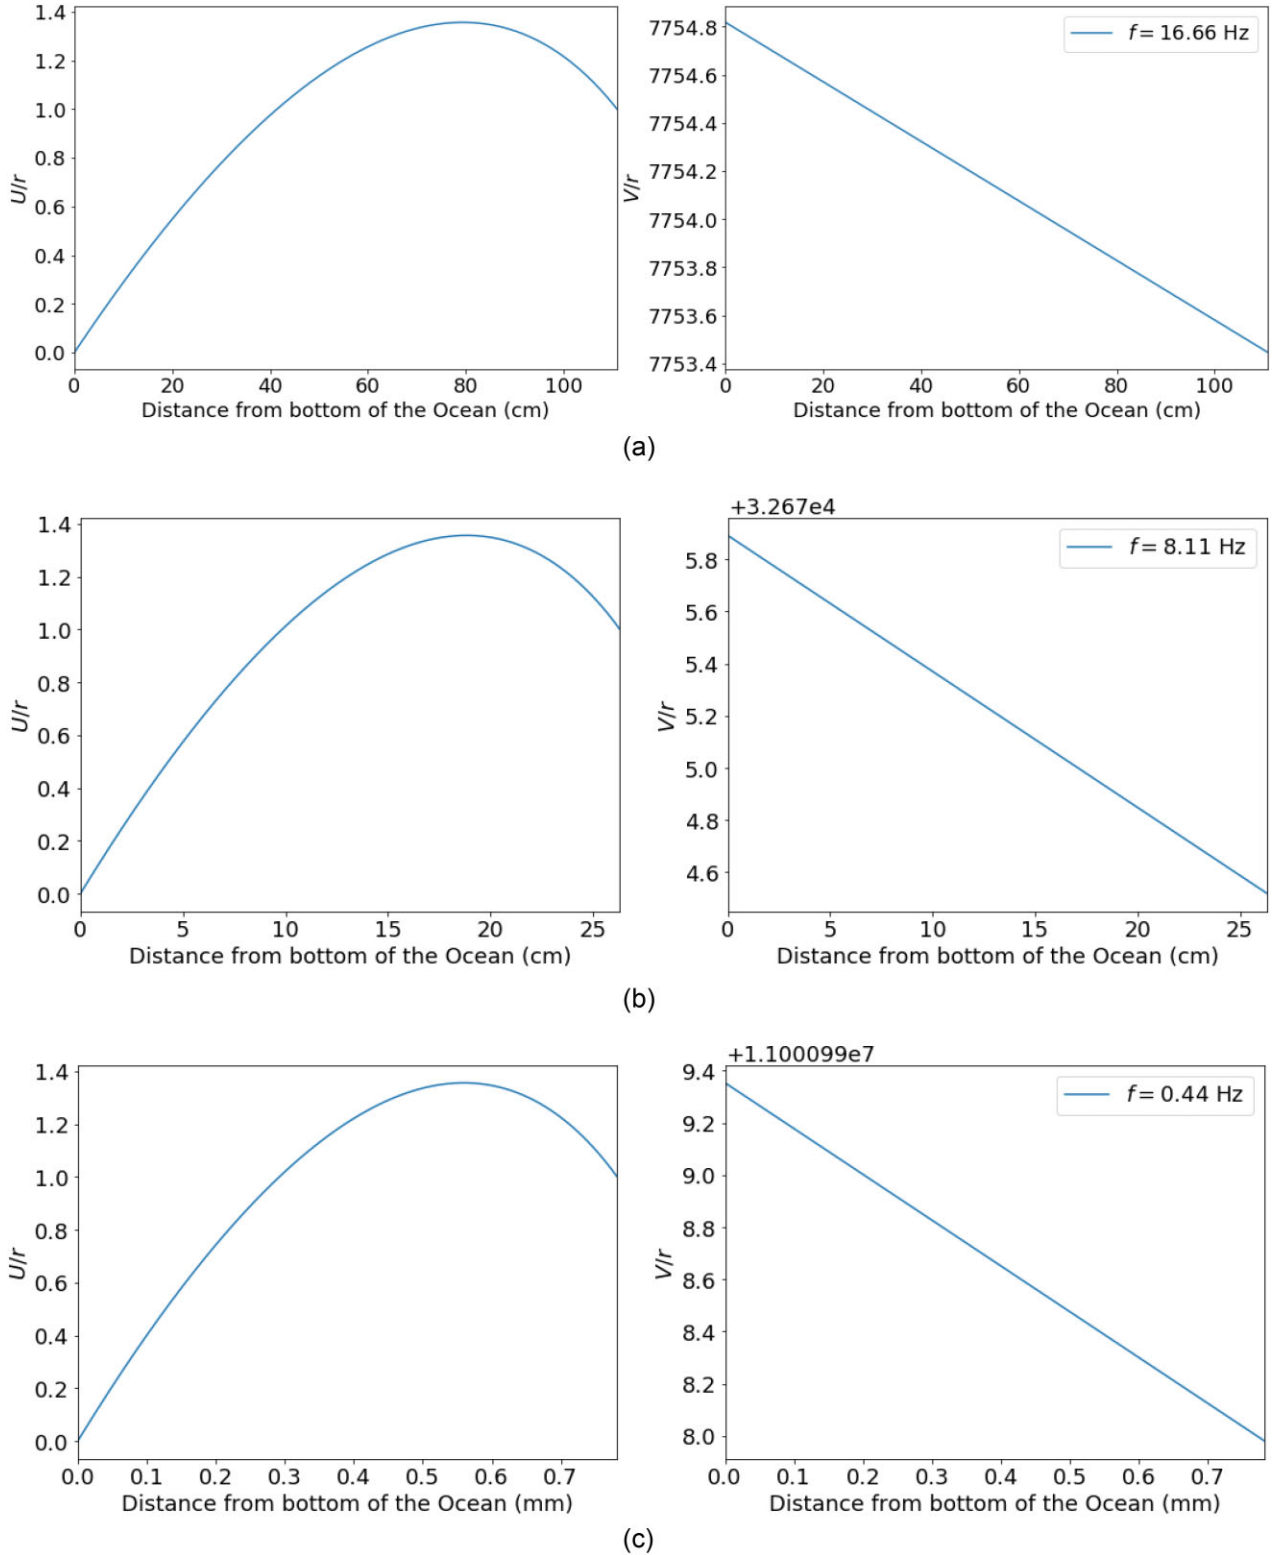 1.4
1.2
1.0
0.8
0.6
0.4
0.2
0.0
U/r
0 20 40 60 80 100
Distance from bottom of the Ocean (cm)
7754.8
7754.6
7754.4
7754.2
7754.0
7753.8
7753.6
7753.4
V/r
f = 16.66 Hz
0 20 40 60 80 100
Distance from bottom of the Ocean (cm)
(a)
1.4
1.2
1.0
0.8
0.6
0.4
0.2
0.0
U/r
0 5 10 15 20 25
Distance from bottom of the Ocean (cm)
+3.267e4
5.8
5.6
5.4
5.2
5.0
4.8
4.6
V/r
f = 8.11 Hz
0 5 10 15 20 25
Distance from bottom of the Ocean (cm)
(b)
1.4
1.2
1.0
0.8
0.6
0.4
0.2
0.0
U/r
0.0 0.1 0.2 0.3 0.4 0.5 0.6 0.7
Distance from bottom of the Ocean (mm)
+1.100099e7
9.4
9.2
9.0
8.8
8.6
8.4
8.2
8.0
V/r
f = 0.44 Hz
0.0 0.1 0.2 0.3 0.4 0.5 0.6 0.7
Distance from bottom of the Ocean (mm)
(c)